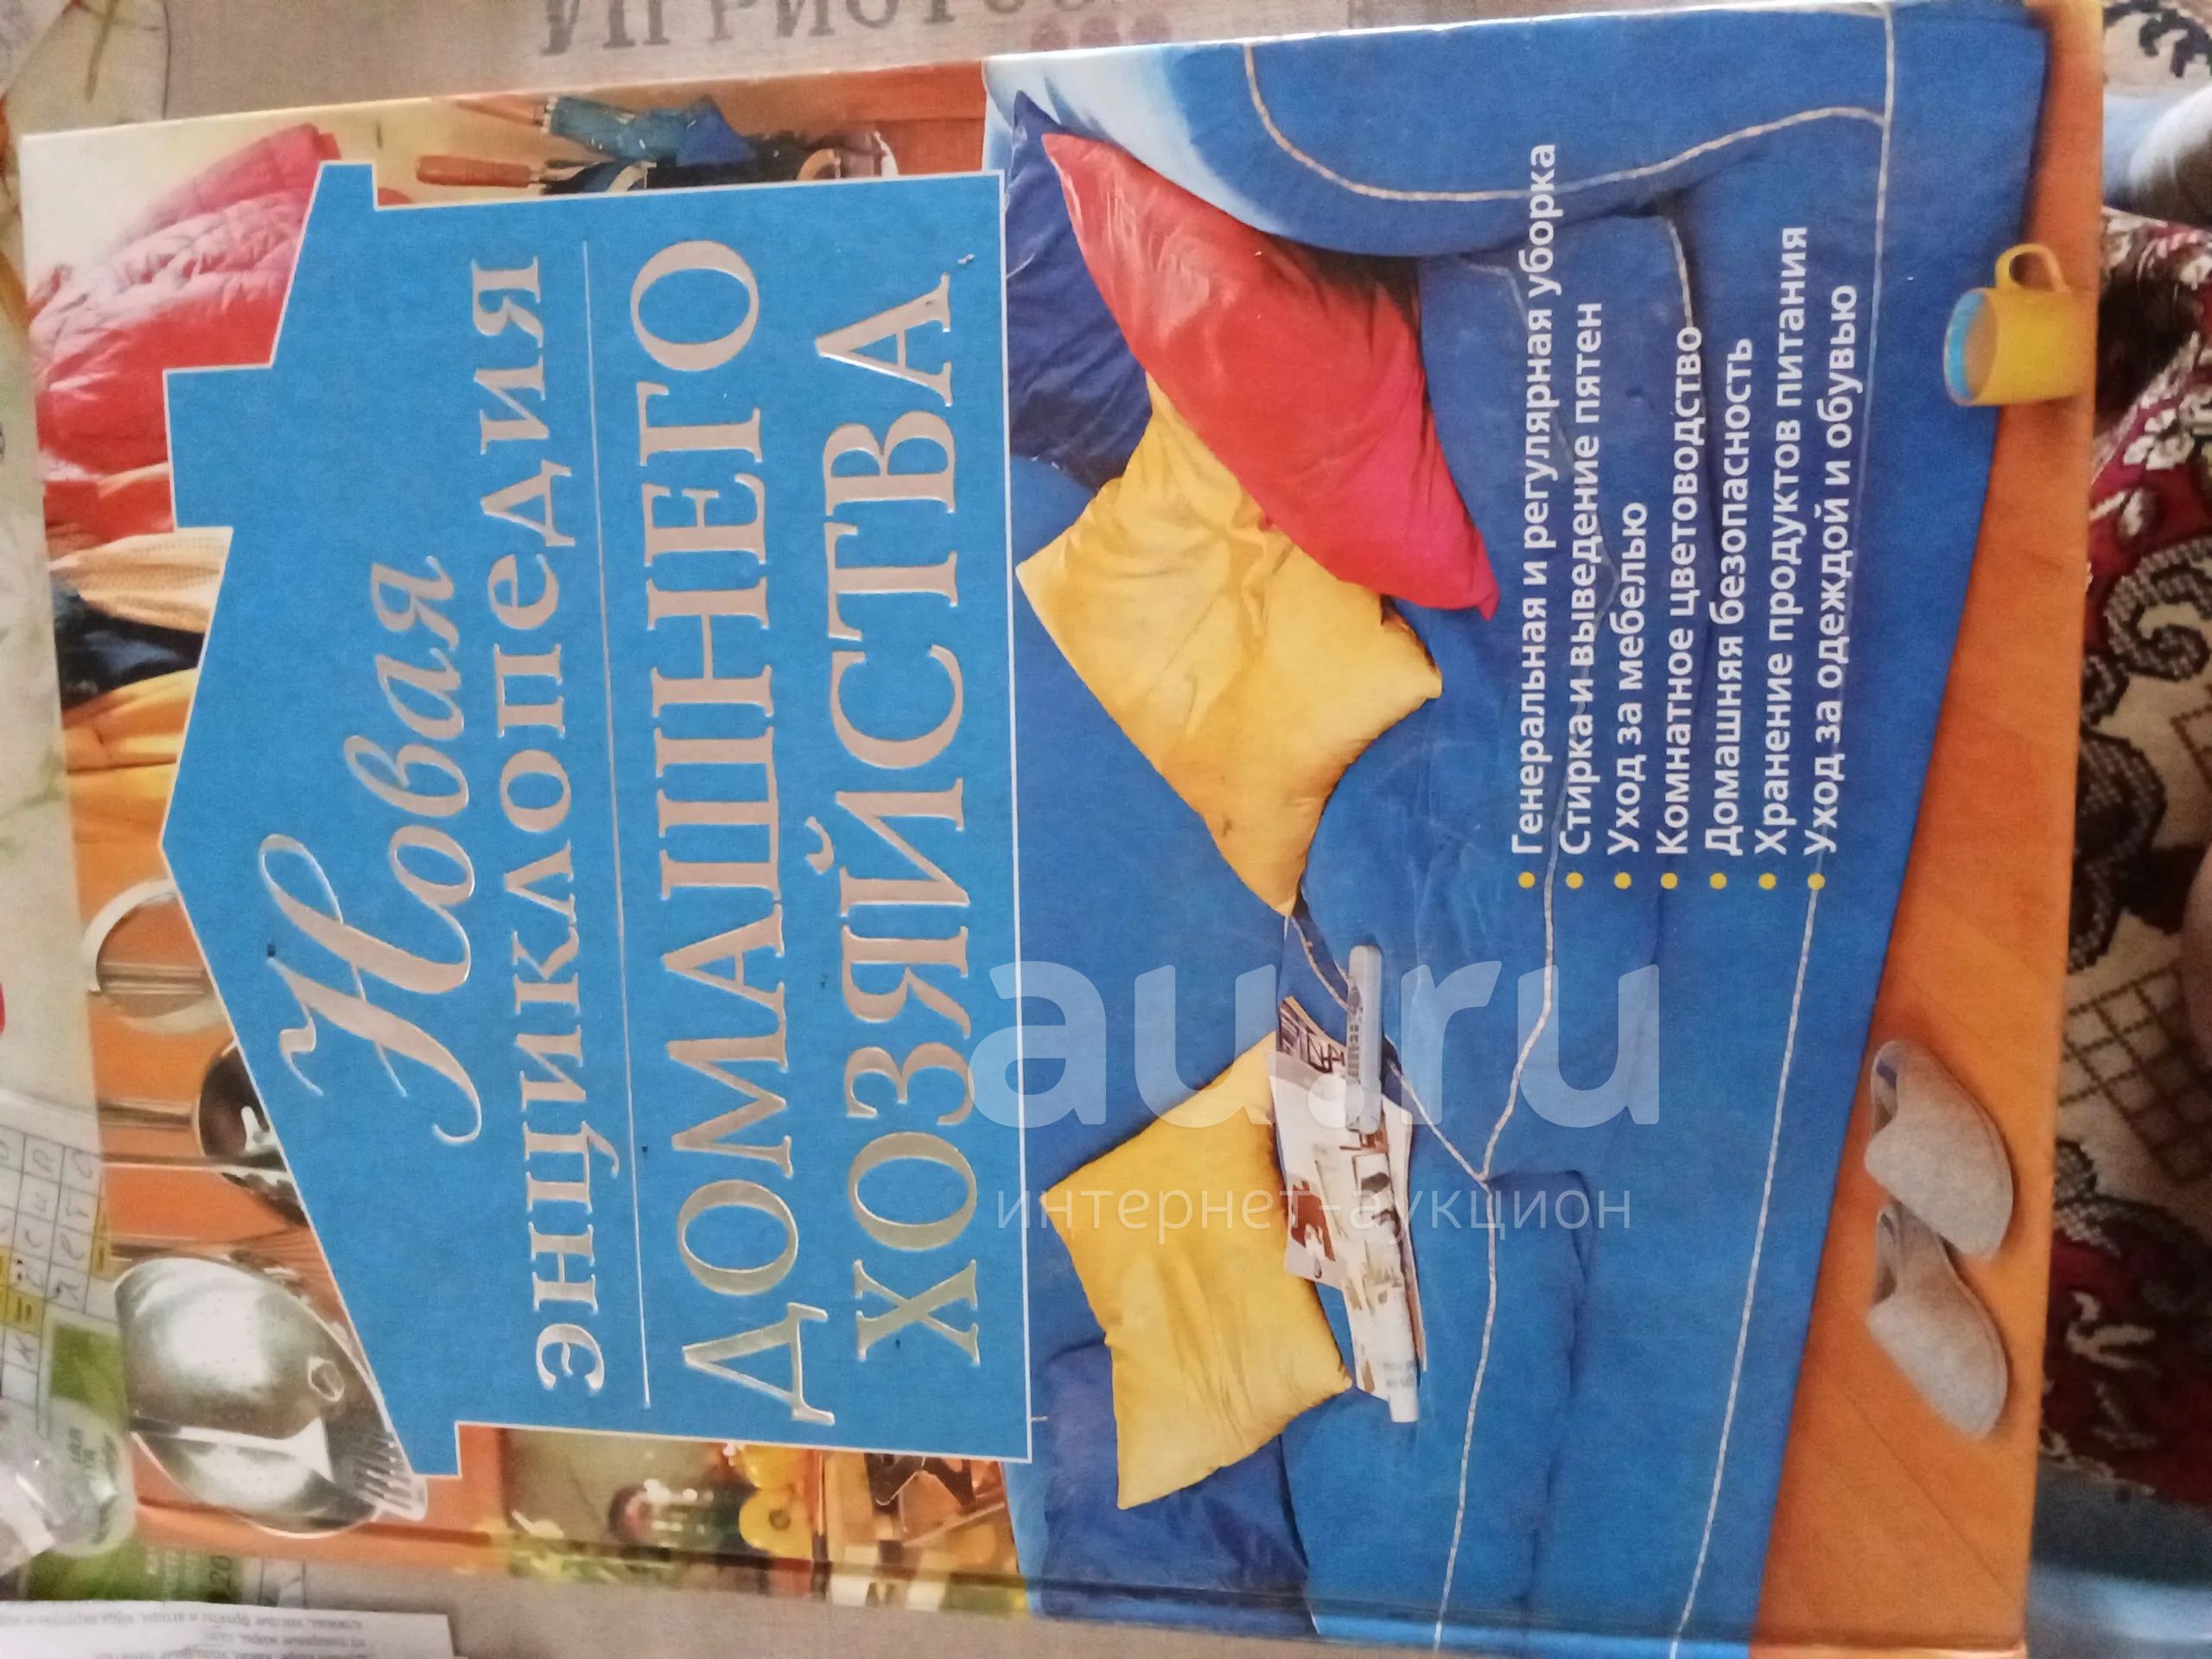 Новая
энциклопедия
ДОМАШНЕГО
ХОЗЯЙСТВА
• Генеральная и регулярная уборка
• Стирка и выведение пятен
• Уход за мебелью
• Комнатное цветоводство
• Домашняя безопасность
• Хранение продуктов питания
• Уход за одеждой и обувью
au.ru
интернет-аукцион